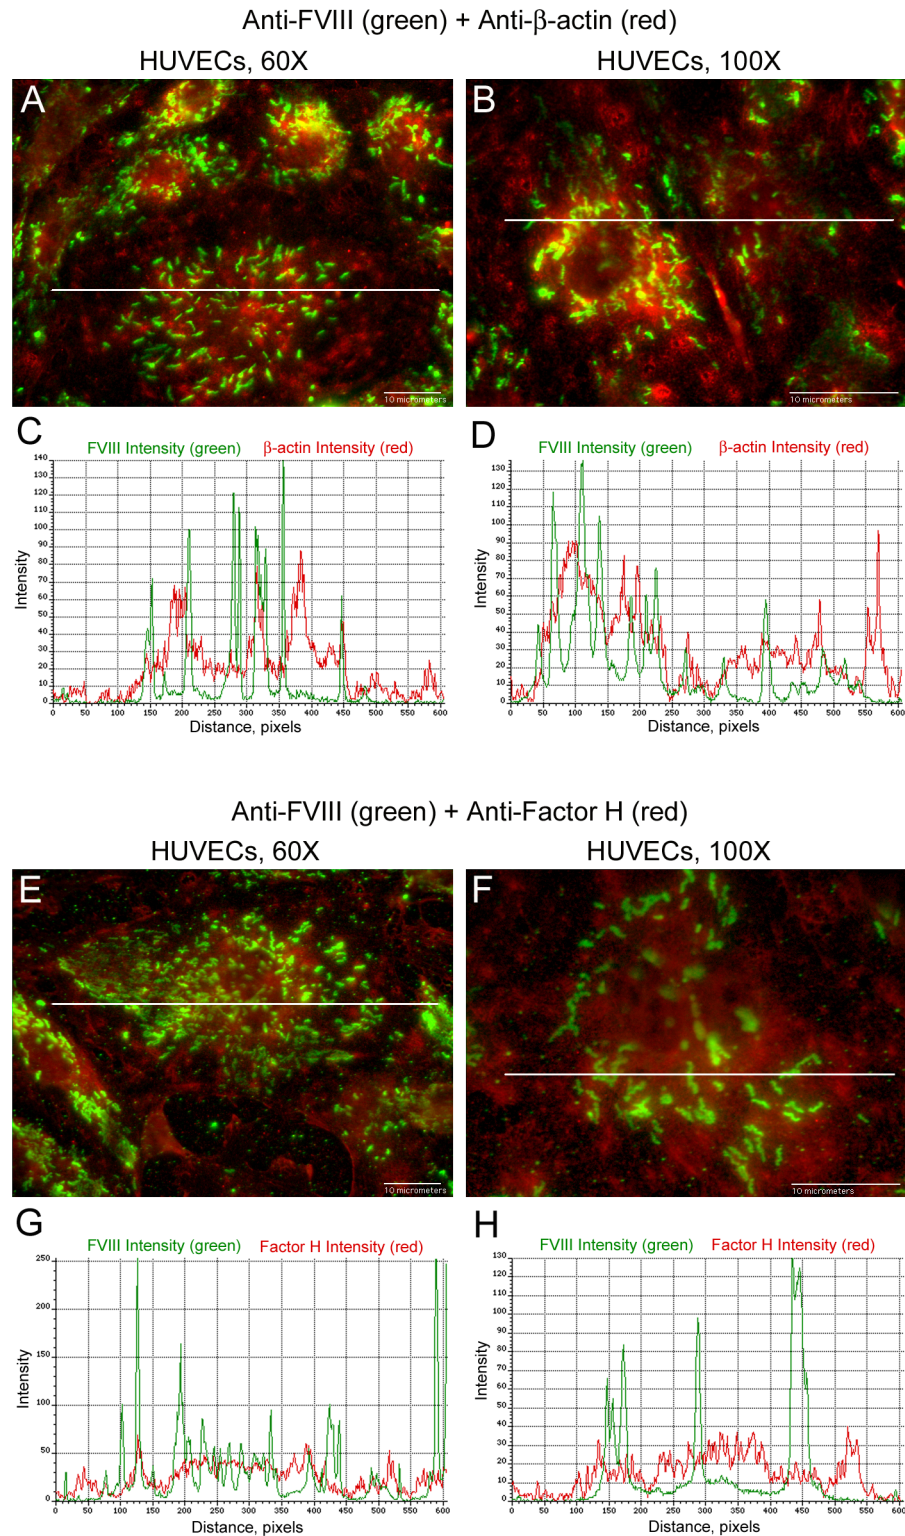 Anti-FVIII (green) + Anti-β-actin (red)
HUVECs, 60X
HUVECs, 100X
A
B
10 micrometers
10 micrometers
C
FVIII Intensity (green) β-actin Intensity (red)
Intensity
140
130
120
110
100
90
80
70
60
50
40
30
20
10
0
0 50 100 150 200 250 300 350 400 450 500 550 600
Distance, pixels
D
FVIII Intensity (green) β-actin Intensity (red)
Intensity
130
120
110
100
90
80
70
60
50
40
30
20
10
0
0 50 100 150 200 250 300 350 400 450 500 550 600
Distance, pixels
Anti-FVIII (green) + Anti-Factor H (red)
HUVECs, 60X
HUVECs, 100X
E
F
10 micrometers
10 micrometers
G
FVIII Intensity (green) Factor H Intensity (red)
Intensity
250
200
150
100
50
0
0 50 100 150 200 250 300 350 400 450 500 550 600
Distance, pixels
H
FVIII Intensity (green) Factor H Intensity (red)
Intensity
130
120
110
100
90
80
70
60
50
40
30
20
10
0
0 50 100 150 200 250 300 350 400 450 500 550 600
Distance, pixels